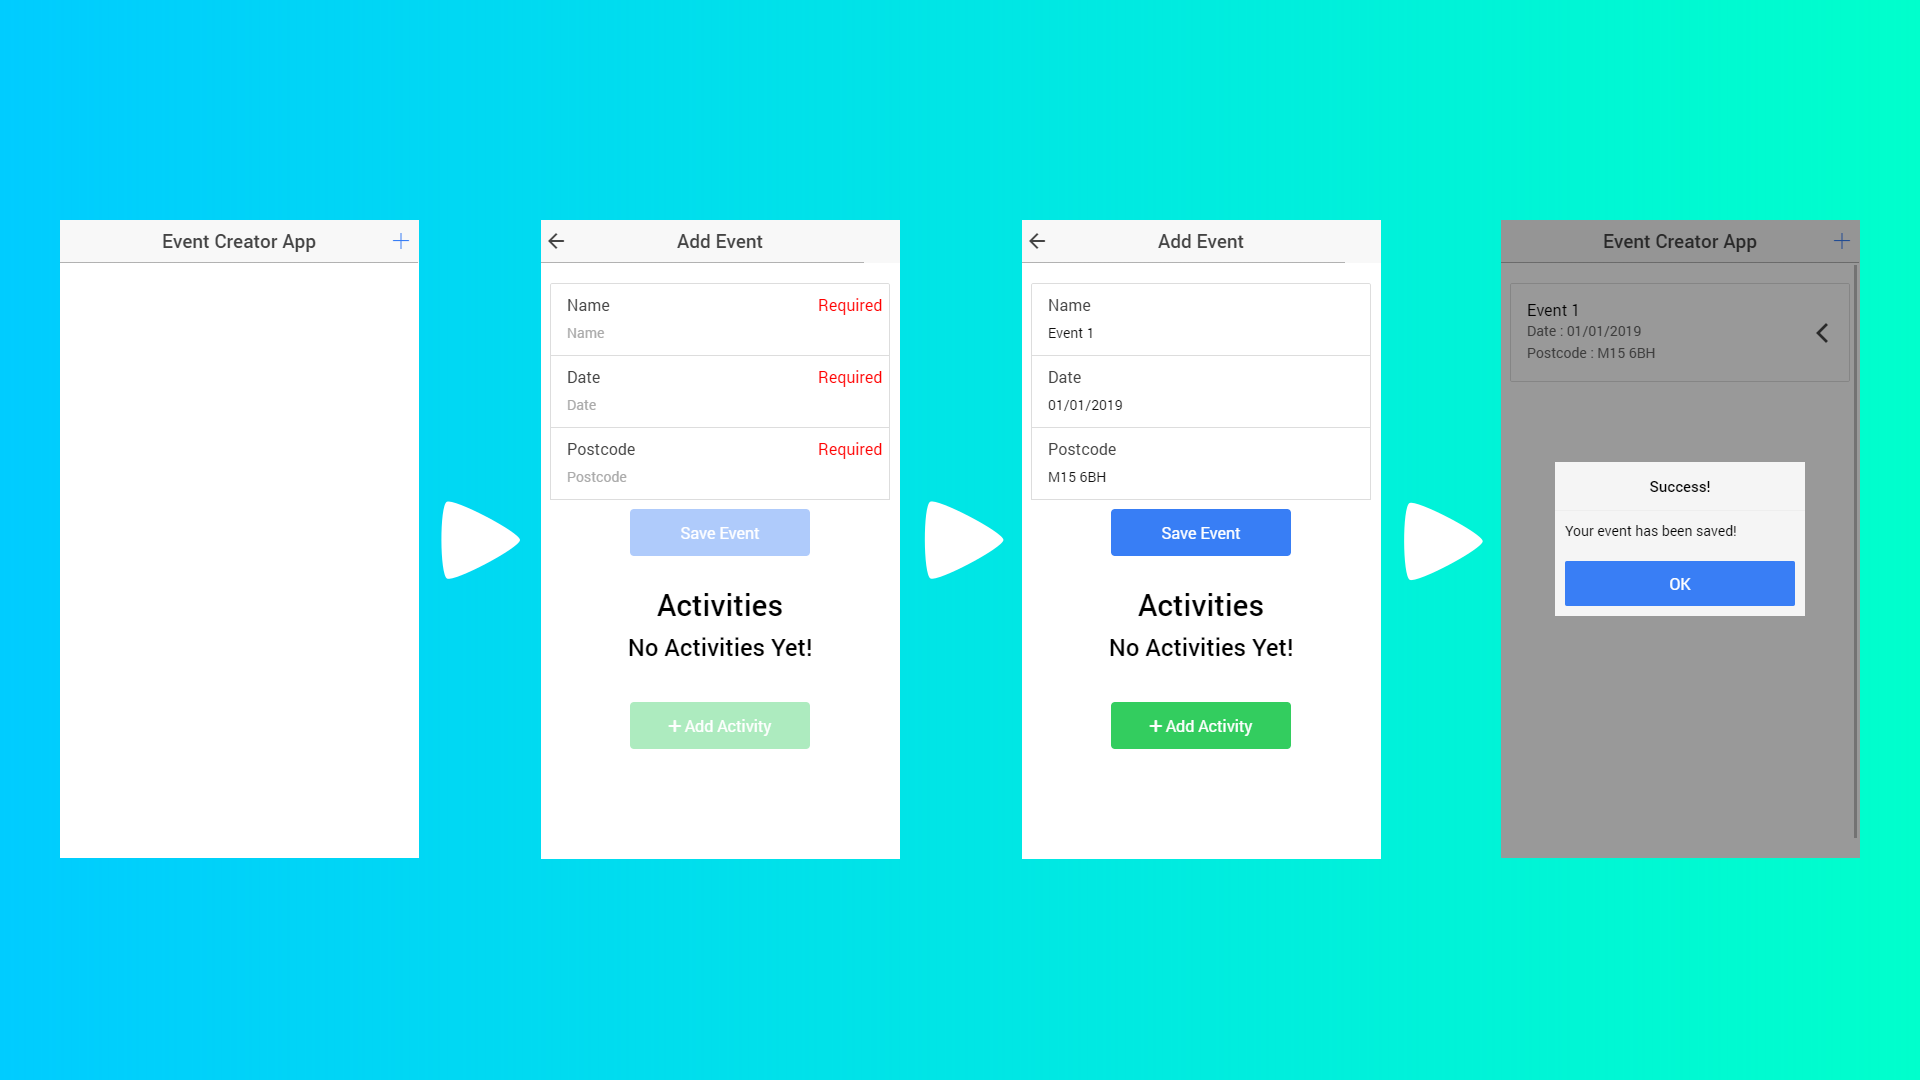 Event Creator App
Add Event
Name Required
Name
Date Required
Date
Postcode Required
Postcode
Save Event
Activities
No Activities Yet!
+ Add Activity
Add Event
Name
Event 1
Date
01/01/2019
Postcode
M15 6BH
Save Event
Activities
No Activities Yet!
+ Add Activity
Event Creator App
Event 1
Date : 01/01/2019
Postcode : M15 6BH
Success!
Your event has been saved!
OK